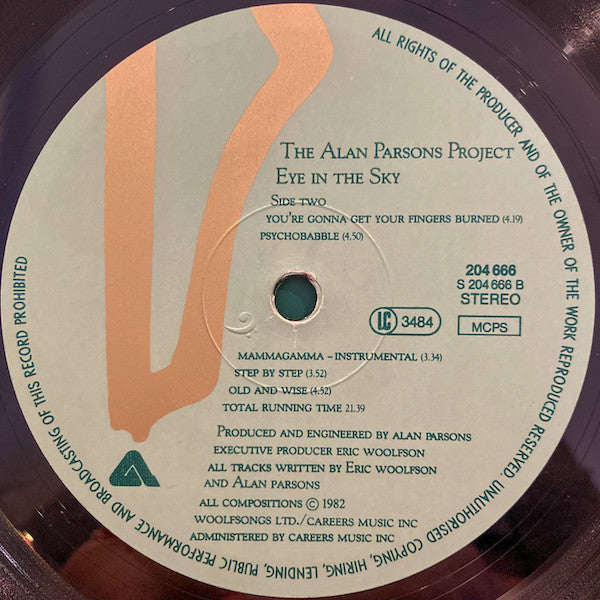 ALL RIGHTS OF THE PRODUCER AND OF THE OWNER OF THE WORK REPRODUCED RESERVED. UNAUTHORISED COPYING, HIRING, LENDING, PUBLIC PERFORMANCE AND BROADCASTING OF THIS RECORD PROHIBITED
THE ALAN PARSONS PROJECT
EYE IN THE SKY
SIDE TWO
YOU'RE GONNA GET YOUR FINGERS BURNED (4.19)
PSYCHOBABBLE (4.50)
204 666
S 204 666 B
STEREO
LC 3484
MCPS
MAMMAGAMMA – INSTRUMENTAL (3.34)
STEP BY STEP (3.52)
OLD AND WISE (4.52)
TOTAL RUNNING TIME 21.39
PRODUCED AND ENGINEERED BY ALAN PARSONS
EXECUTIVE PRODUCER ERIC WOOLFSON
ALL TRACKS WRITTEN BY ERIC WOOLFSON
AND ALAN PARSONS
ALL COMPOSITIONS © 1982
WOOLFSONGS LTD./CAREERS MUSIC INC
ADMINISTERED BY CAREERS MUSIC INC